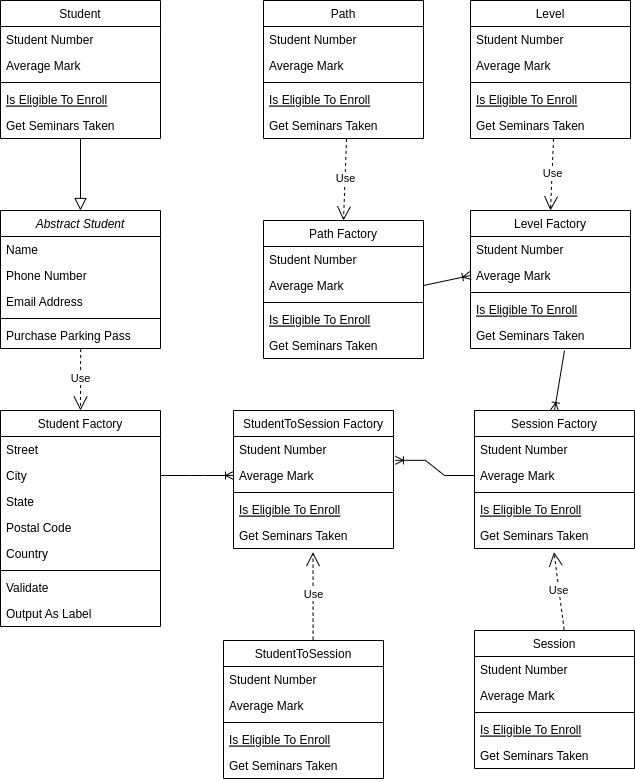 Student
Student Number
Average Mark
Is Eligible To Enroll
Get Seminars Taken
Path
Student Number
Average Mark
Is Eligible To Enroll
Get Seminars Taken
Level
Student Number
Average Mark
Is Eligible To Enroll
Get Seminars Taken
Use
Use
Abstract Student
Name
Phone Number
Email Address
Purchase Parking Pass
Path Factory
Student Number
Average Mark
Is Eligible To Enroll
Get Seminars Taken
Level Factory
Student Number
Average Mark
Is Eligible To Enroll
Get Seminars Taken
Use
Student Factory
Street
City
State
Postal Code
Country
Validate
Output As Label
StudentToSession Factory
Student Number
Average Mark
Is Eligible To Enroll
Get Seminars Taken
Session Factory
Student Number
Average Mark
Is Eligible To Enroll
Get Seminars Taken
Use
Use
StudentToSession
Student Number
Average Mark
Is Eligible To Enroll
Get Seminars Taken
Session
Student Number
Average Mark
Is Eligible To Enroll
Get Seminars Taken